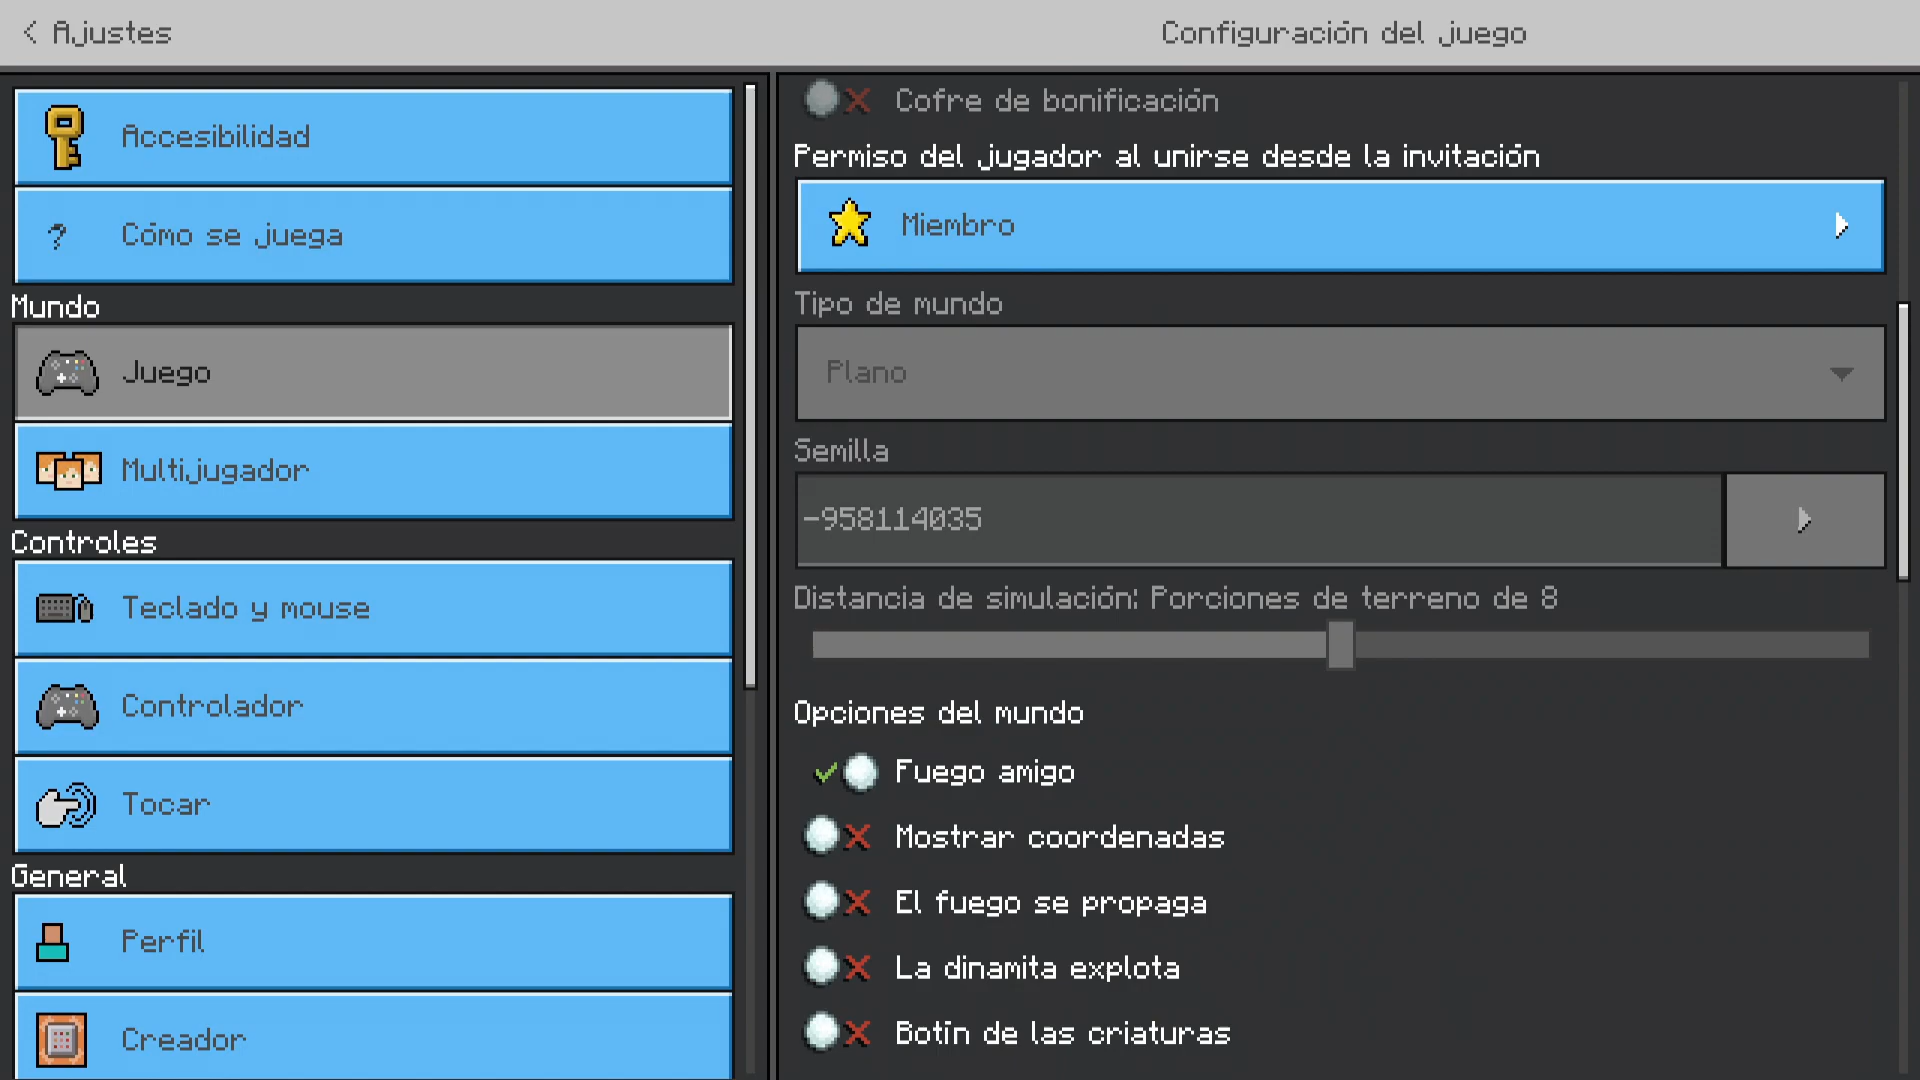 Ajustes
Configuración del juego
Accesibilidad
Cómo se juega
Mundo
Juego
Multijugador
Controles
Teclado y mouse
Controlador
Tocar
General
Perfil
Creador
Cofre de bonificación
Permiso del jugador al unirse desde la invitación
Miembro
Tipo de mundo
Plano
Semilla
-958114035
Distancia de simulación: Porciones de terreno de 8
Opciones del mundo
Fuego amigo
Mostrar coordenadas
El fuego se propaga
La dinamita explota
Botín de las criaturas